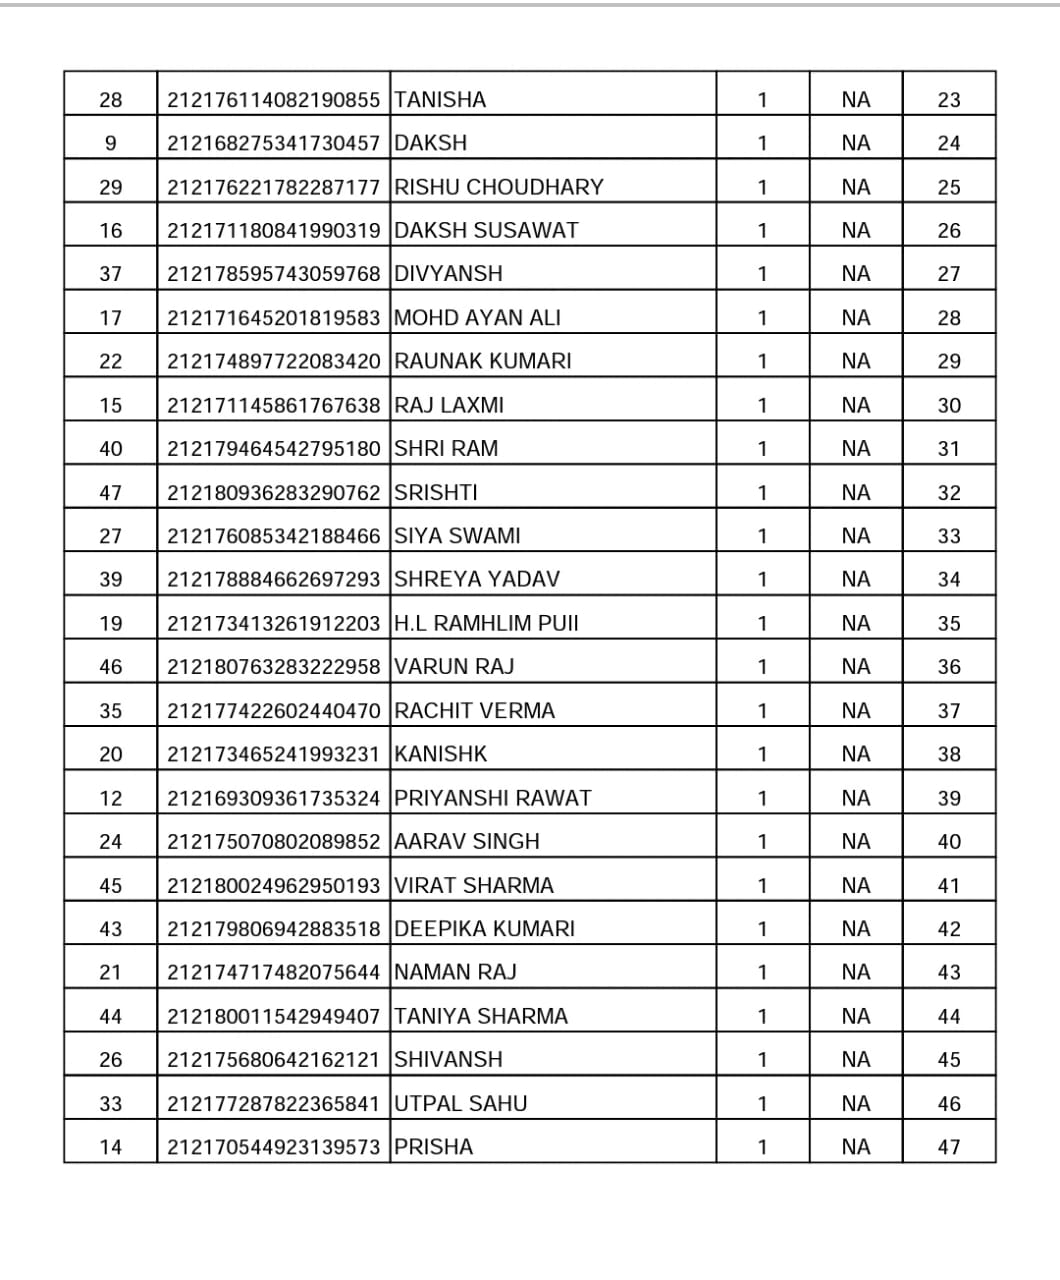 28 212176114082190855 TANISHA 1 NA 23
9 212168275341730457 DAKSH 1 NA 24
29 212176221782287177 RISHU CHOUDHARY 1 NA 25
16 212171180841990319 DAKSH SUSAWAT 1 NA 26
37 212178595743059768 DIVYANSH 1 NA 27
17 212171645201819583 MOHD AYAN ALI 1 NA 28
22 212174897722083420 RAUNAK KUMARI 1 NA 29
15 212171145861767638 RAJ LAXMI 1 NA 30
40 212179464542795180 SHRI RAM 1 NA 31
47 212180936283290762 SRISHTI 1 NA 32
27 212176085342188466 SIYA SWAMI 1 NA 33
39 212178884662697293 SHREYA YADAV 1 NA 34
19 212173413261912203 H.L RAMHLIM PUII 1 NA 35
46 212180763283222958 VARUN RAJ 1 NA 36
35 212177422602440470 RACHIT VERMA 1 NA 37
20 212173465241993231 KANISHK 1 NA 38
12 212169309361735324 PRIYANSHI RAWAT 1 NA 39
24 212175070802089852 AARAV SINGH 1 NA 40
45 212180024962950193 VIRAT SHARMA 1 NA 41
43 212179806942883518 DEEPIKA KUMARI 1 NA 42
21 212174717482075644 NAMAN RAJ 1 NA 43
44 212180011542949407 TANIYA SHARMA 1 NA 44
26 212175680642162121 SHIVANSH 1 NA 45
33 212177287822365841 UTPAL SAHU 1 NA 46
14 212170544923139573 PRISHA 1 NA 47